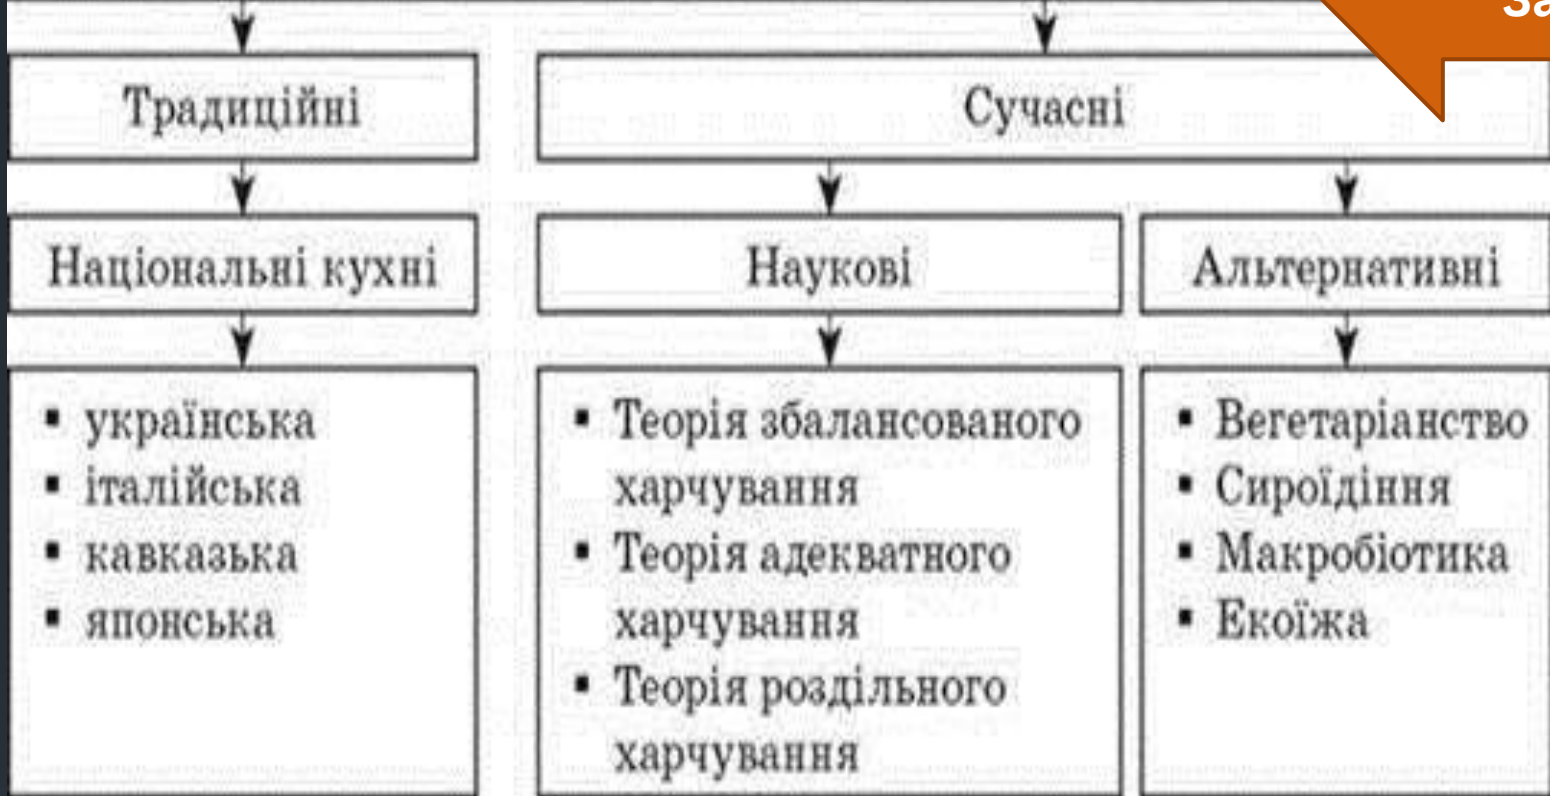 За
Традиційні
Сучасні
Національні кухні
Наукові
Альтернативні
▪ українська
▪ італійська
▪ кавказька
▪ японська
▪ Теорія збалансованого
харчування
▪ Теорія адекватного
харчування
▪ Теорія роздільного
харчування
▪ Вегетаріанство
▪ Сироїдіння
▪ Макробіотика
▪ Екоїжа